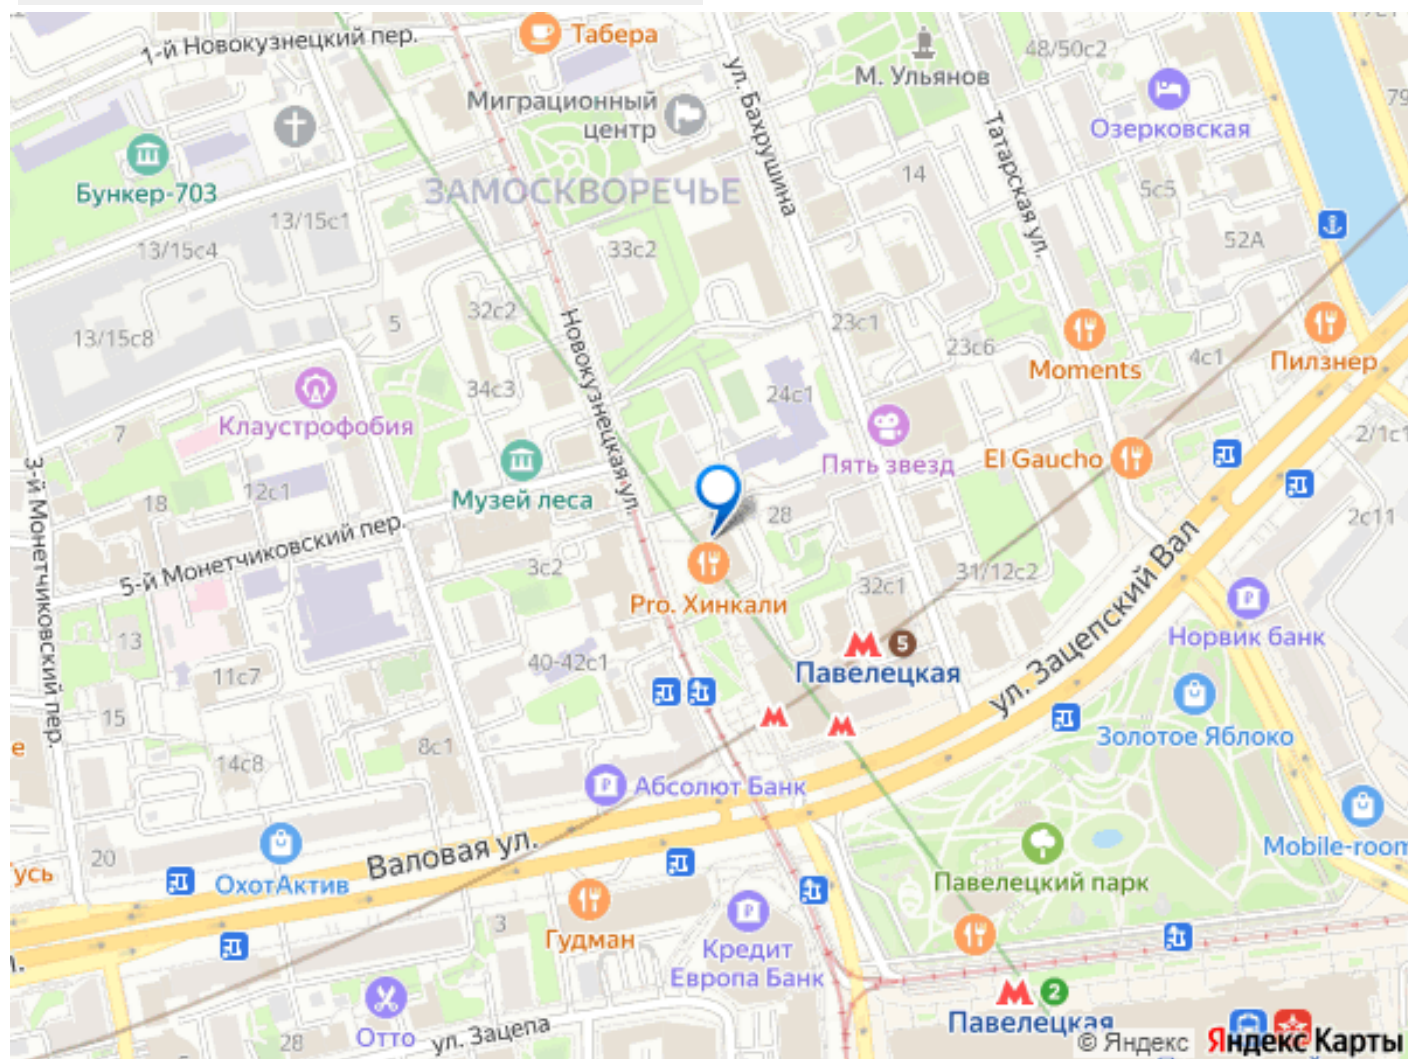 1-й Новокузнецкий пер.
Табера
ул. Бахрушина
М. Ульянов
48/50с2
79
Миграционный
центр
Озерковская
Татарская ул.
Бункер-703
ЗАМОСКВОРЕЧЬЕ
14
5с5
13/15с1
13/15с4
33с2
52А
32с2
5
13/15с8
Новокузнецкая ул.
23с1
23с6
Moments
4с1
Пилзнер
34с3
24с1
Клаустрофобия
7
Пять звезд
El Gaucho
2/1с1
3-й Монетчиковский пер.
12с1
18
Музей леса
28
2с11
5-й Монетчиковский пер.
3с2
Pro. Хинкали
32с1
31/12с2
ул. Зацепский Вал
13
Норвик банк
11с7
40-42с1
5
Павелецкая
15
8с1
14с8
е
Золотое Яблоко
Абсолют Банк
20
Валовая ул.
усь
ОхотАктив
Mobile-room
Павелецкий парк
3
Гудман
Кредит
Европа Банк
л.
2
Павелецкая
Отто
28
ул. Зацепа
© Яндекс Яндекс Карты